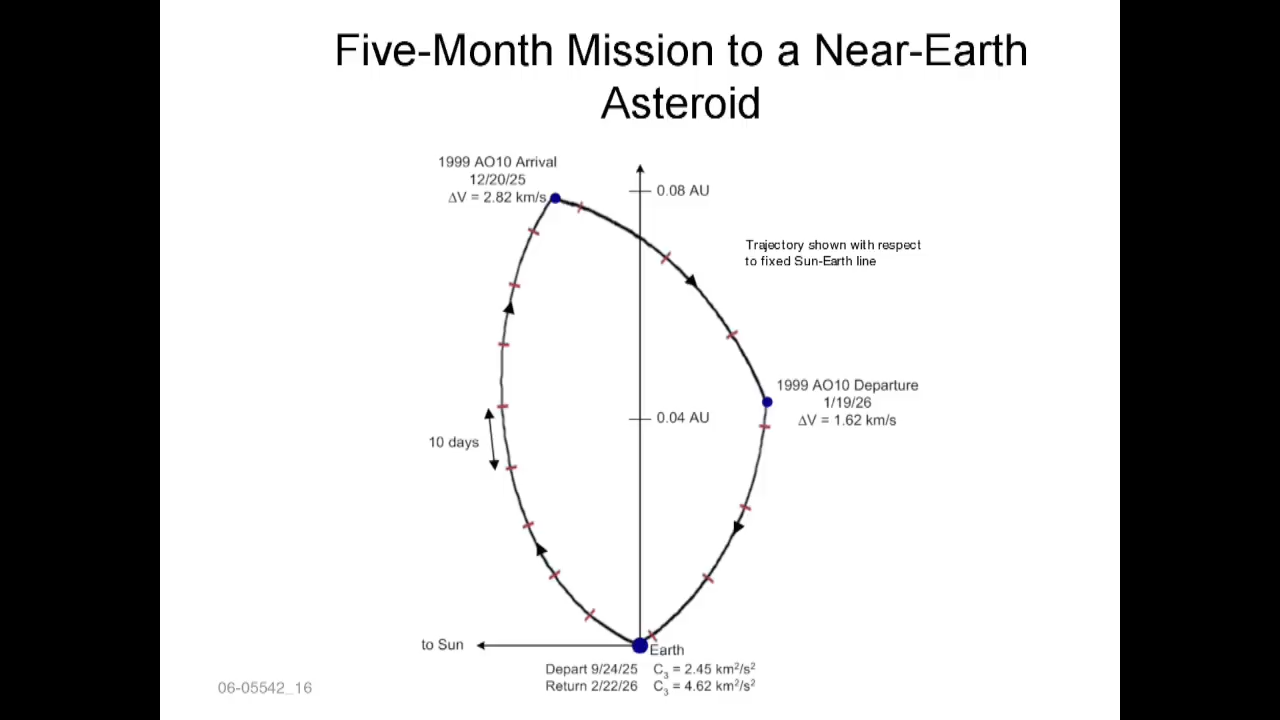 Five-Month Mission to a Near-Earth
Asteroid
1999 AO10 Arrival
12/20/25
ΔV = 2.82 km/s
0.08 AU
Trajectory shown with respect
to fixed Sun-Earth line
1999 AO10 Departure
1/19/26
ΔV = 1.62 km/s
0.04 AU
10 days
to Sun
Earth
Depart 9/24/25 C₃ = 2.45 km²/s²
Return 2/22/26 C₃ = 4.62 km²/s²
06-05542_16